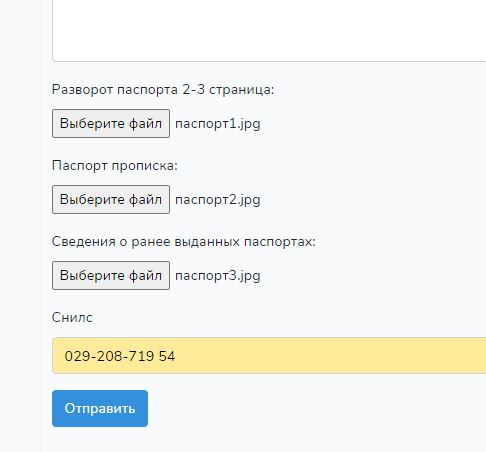 Разворот паспорта 2-3 страница:
Выберите файл паспорт1.jpg
Паспорт прописка:
Выберите файл паспорт2.jpg
Сведения о ранее выданных паспортах:
Выберите файл паспорт3.jpg
Снилс
029-208-719 54
Отправить